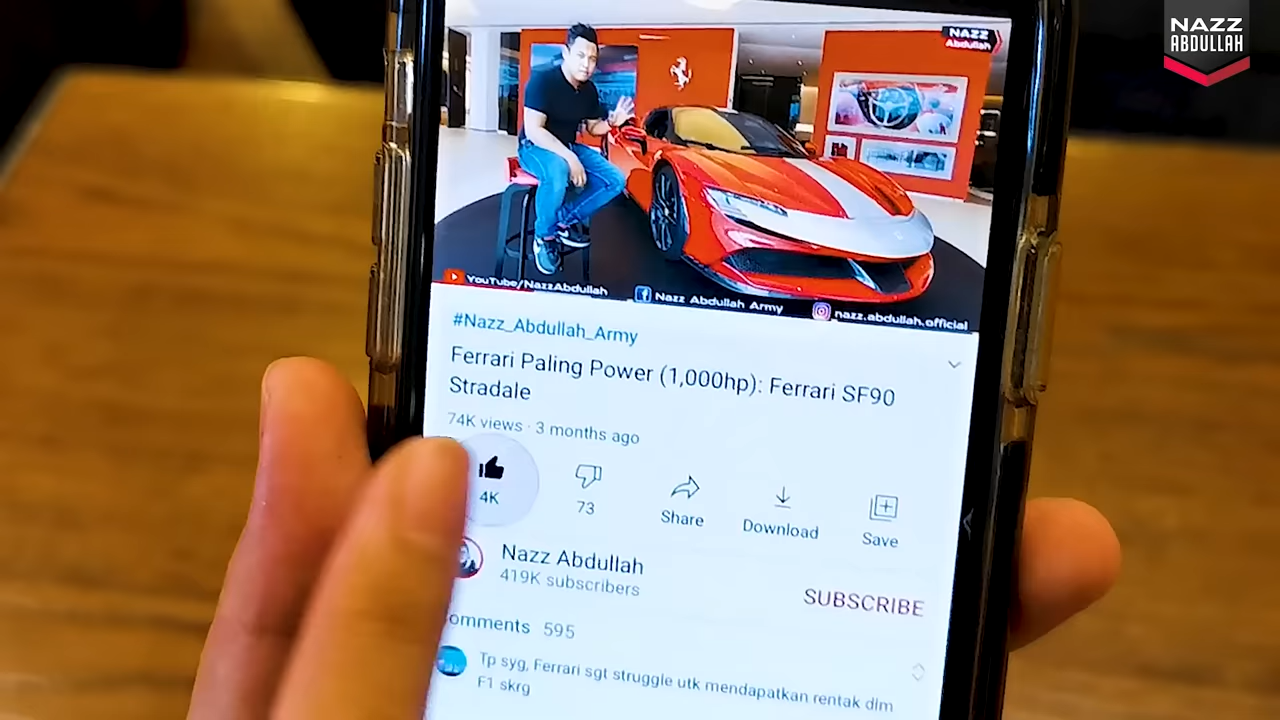 NAZZ
ABDULLAH
NAZZ
Abdullah
YouTube/NazzAbdullah
Nazz Abdullah Army
nazz.abdullah.official
#Nazz_Abdullah_Army
Ferrari Paling Power (1,000hp): Ferrari SF90
Stradale
74K views · 3 months ago
4K
73
Share
Download
Save
Nazz Abdullah
419K subscribers
SUBSCRIBE
omments 595
Tp syg, Ferrari sgt struggle utk mendapatkan rentak dlm
F1 skrg